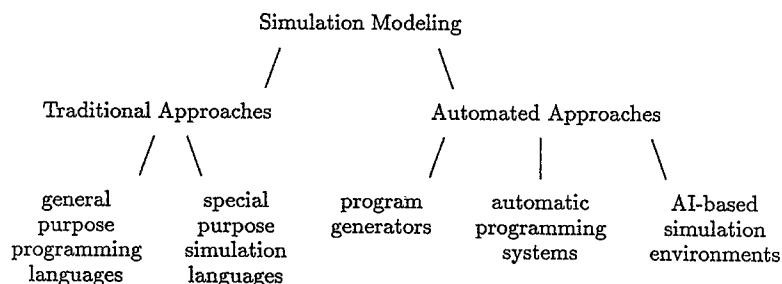 Simulation Modeling
Traditional Approaches
Automated Approaches
general
purpose
programming
languages
special
purpose
simulation
languages
program
generators
automatic
programming
systems
AI-based
simulation
environments